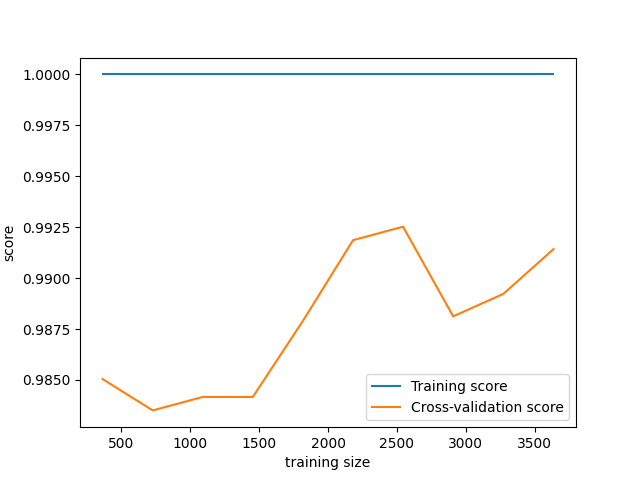 1.0000
0.9975
0.9950
0.9925
0.9900
0.9875
0.9850
score
Training score
Cross-validation score
500 1000 1500 2000 2500 3000 3500
training size